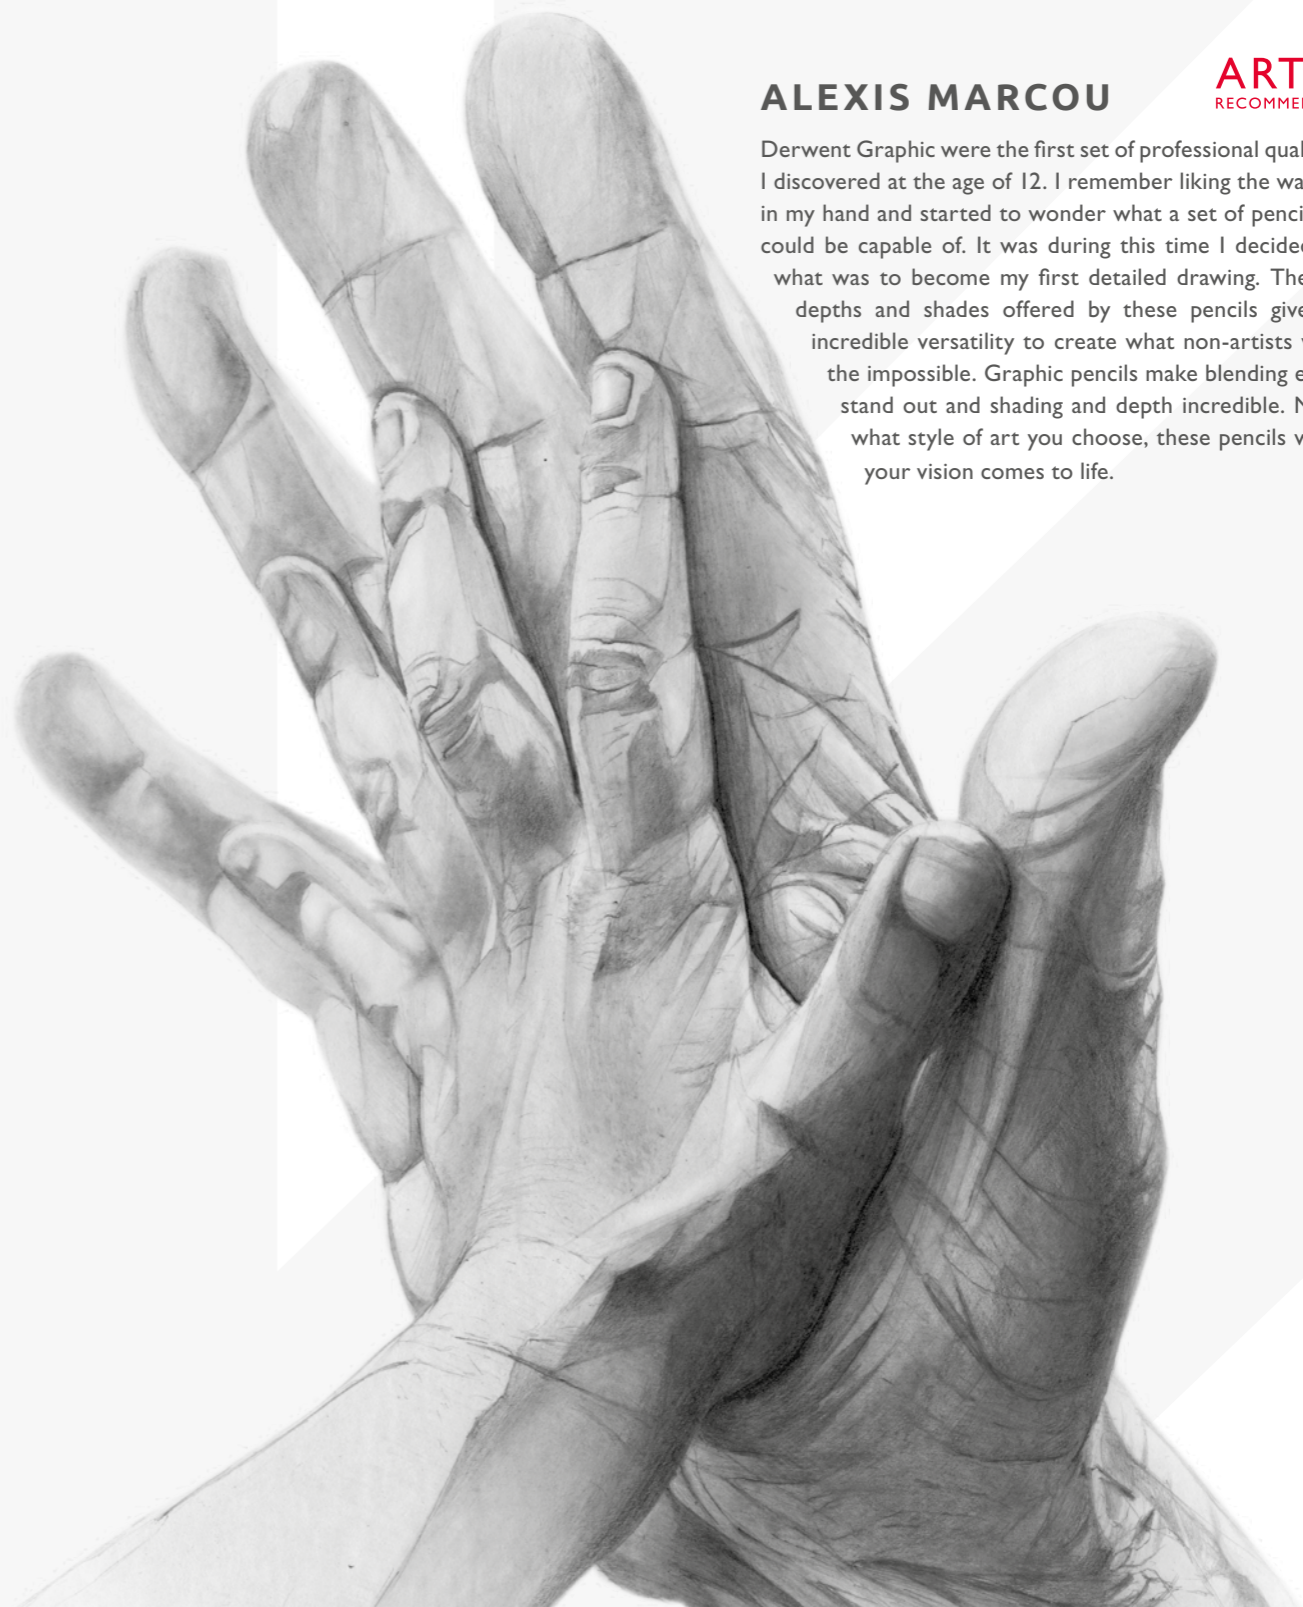 ALEXIS MARCOU
ART
Derwent Graphic were the first set of professional
I discovered at the age of 12. I remember liking the
in my hand and started to wonder what a set of
could be capable of. It was during this time I
what was to become my first detailed drawing.
depths and shades offered by these pencils
incredible versatility to create what non-artists
the impossible. Graphic pencils make blending
stand out and shading and depth incredible.
what style of art you choose, these pencils
your vision comes to life.